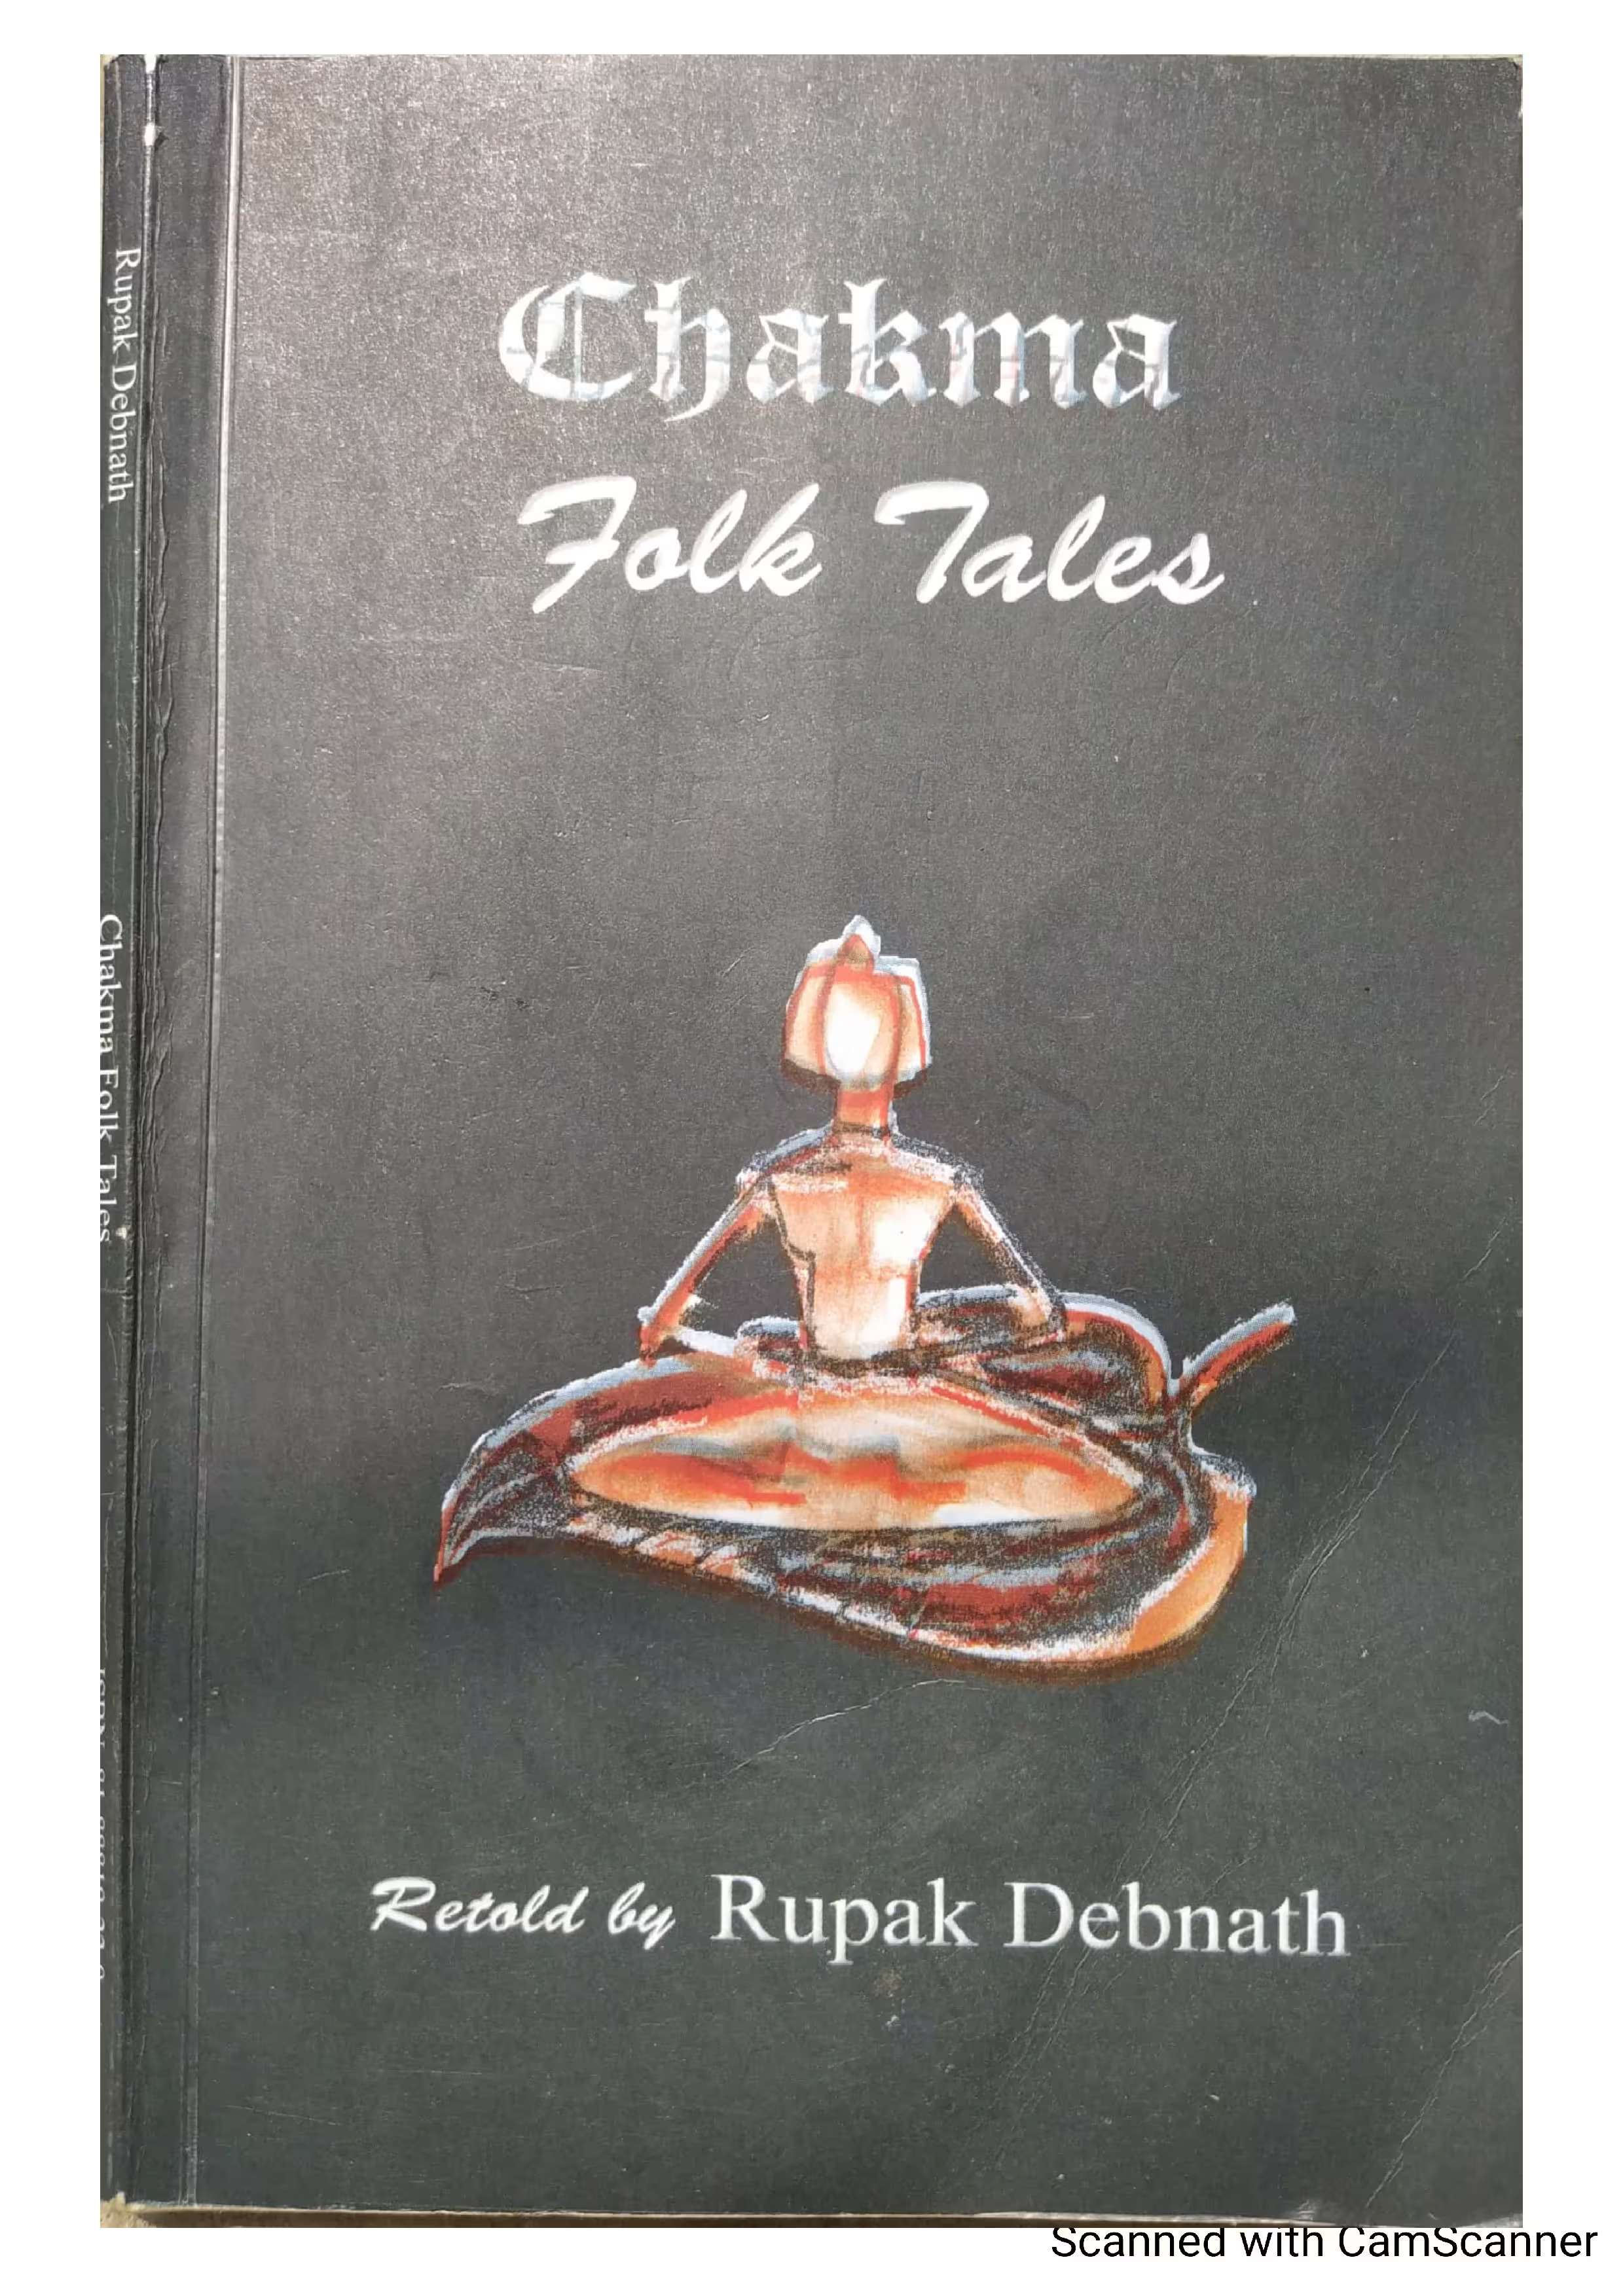 Chakma
Folk Tales
Retold by Rupak Debnath
Rupak Debnath
Chakma Folk Tales
Scanned with CamScanner